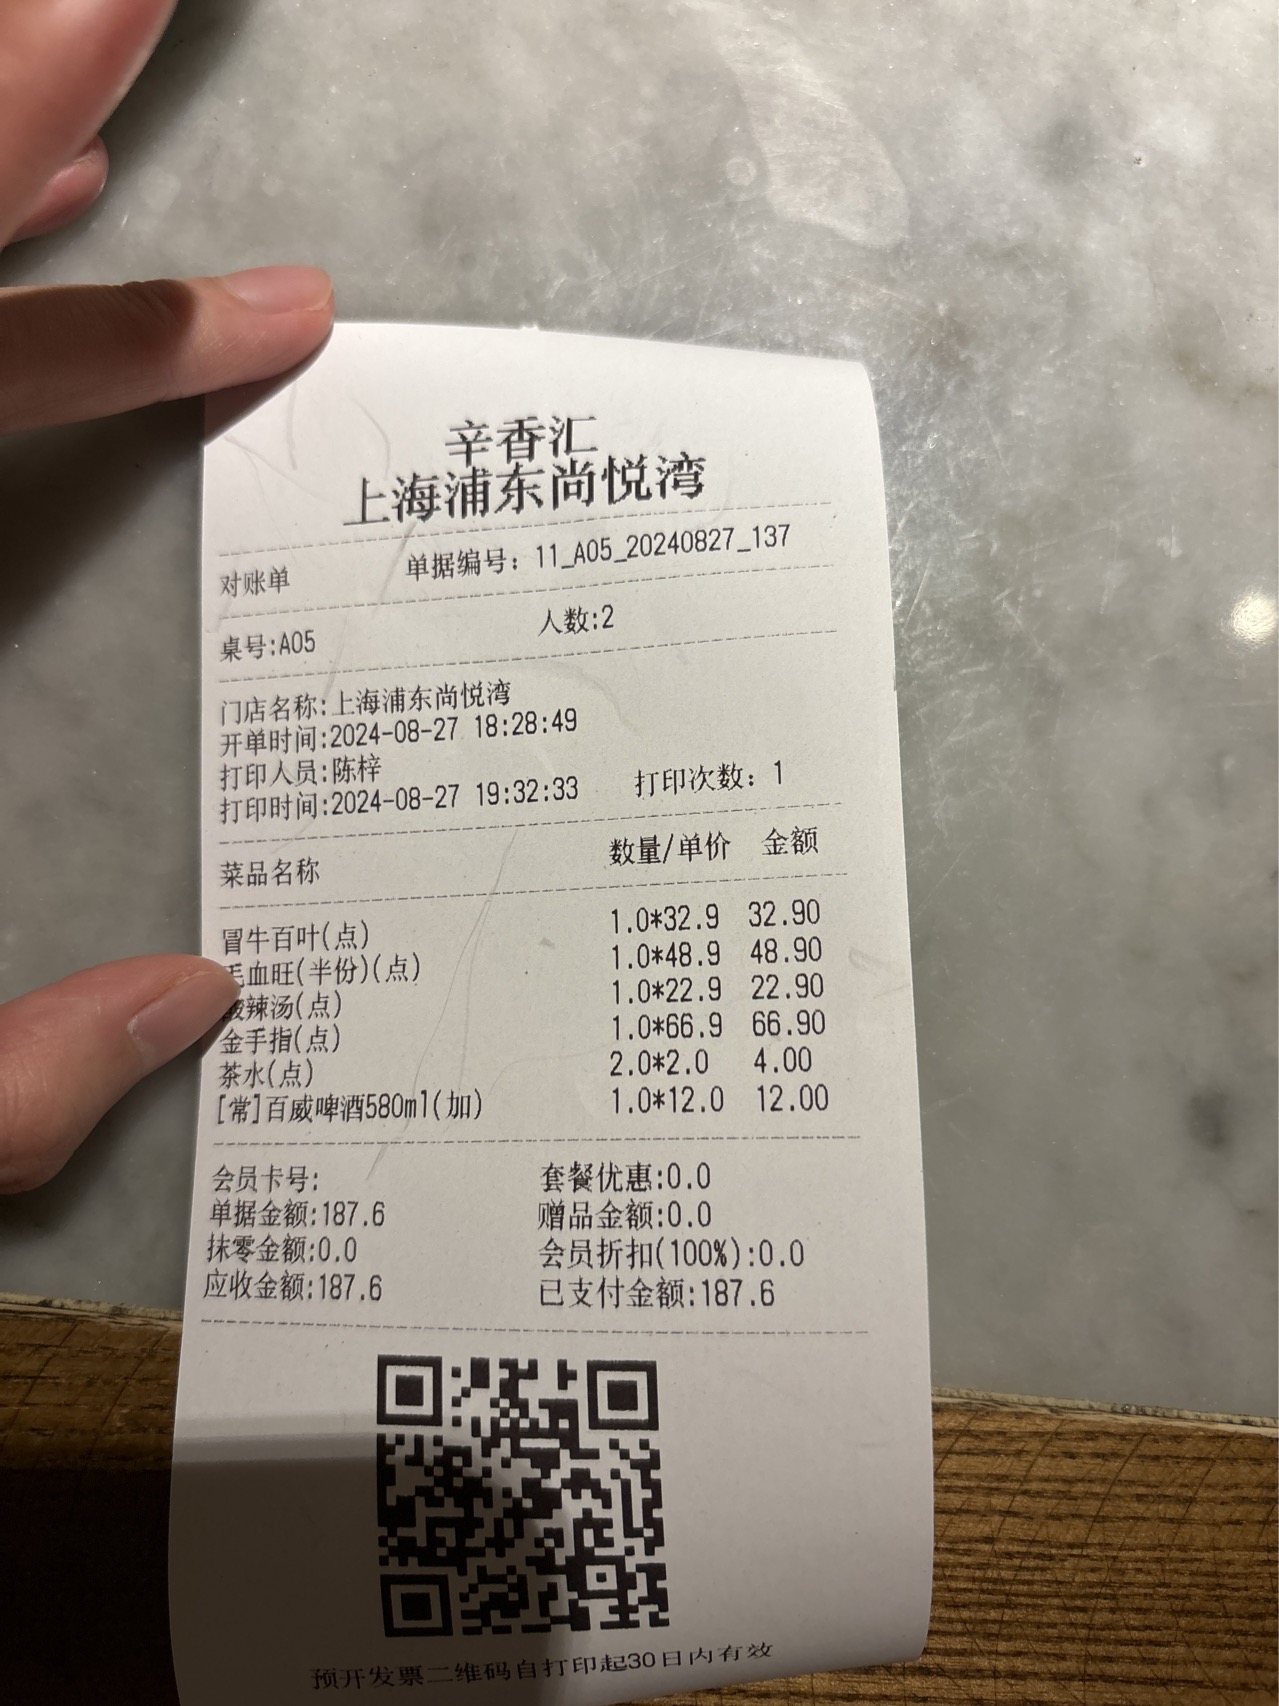 辛香汇
上海浦东尚悦湾
对账单 单据编号：11_A05_20240827_137
桌号:A05 人数:2
门店名称:上海浦东尚悦湾
开单时间:2024-08-27 18:28:49
打印人员:陈梓
打印时间:2024-08-27 19:32:33 打印次数：1
菜品名称 数量/单价 金额
冒牛百叶(点) 1.0*32.9 32.90
毛血旺(半份)(点) 1.0*48.9 48.90
酸辣汤(点) 1.0*22.9 22.90
金手指(点) 1.0*66.9 66.90
茶水(点) 2.0*2.0 4.00
[常]百威啤酒580ml(加) 1.0*12.0 12.00
会员卡号: 套餐优惠:0.0
单据金额:187.6 赠品金额:0.0
抹零金额:0.0 会员折扣(100%):0.0
应收金额:187.6 已支付金额:187.6
预开发票二维码自打印起30日内有效